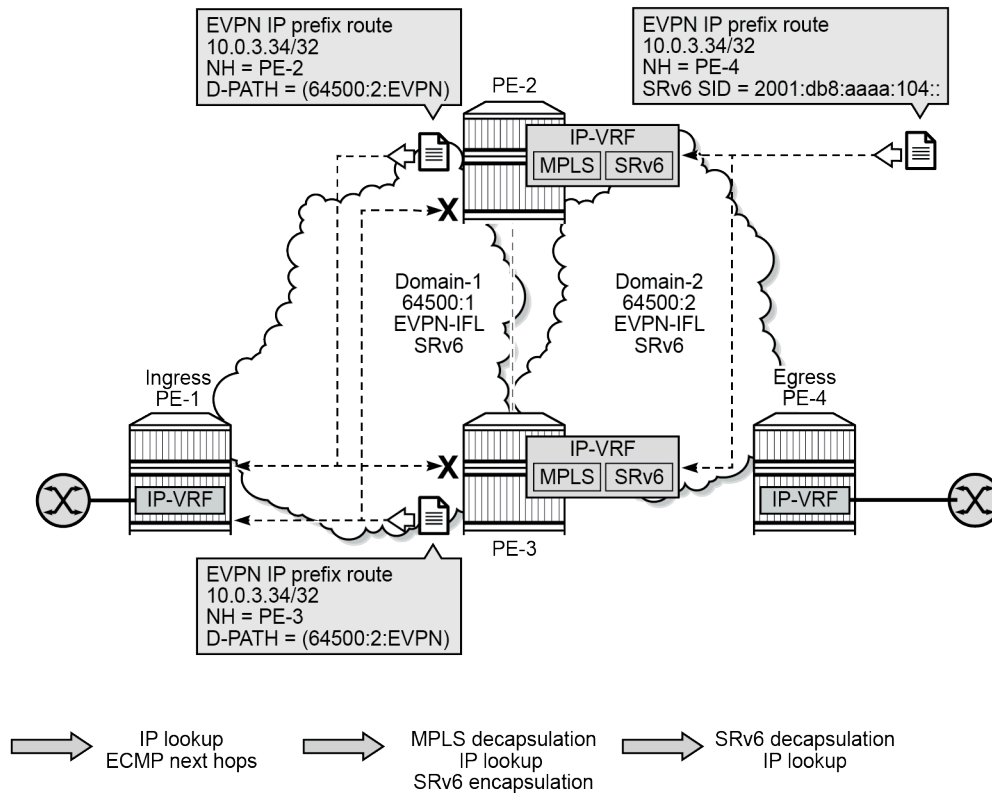 EVPN IP prefix route
10.0.3.34/32
NH = PE-2
D-PATH = (64500:2:EVPN)
PE-2
EVPN IP prefix route
10.0.3.34/32
NH = PE-4
SRv6 SID = 2001:db8:aaaa:104::
IP-VRF
MPLS
SRv6
X
Domain-1
64500:1
EVPN-IFL
SRv6
Domain-2
64500:2
EVPN-IFL
SRv6
Ingress
PE-1
IP-VRF
X
IP-VRF
MPLS
SRv6
PE-3
Egress
PE-4
IP-VRF
EVPN IP prefix route
10.0.3.34/32
NH = PE-3
D-PATH = (64500:2:EVPN)
IP lookup
ECMP next hops
MPLS decapsulation
IP lookup
SRv6 encapsulation
SRv6 decapsulation
IP lookup